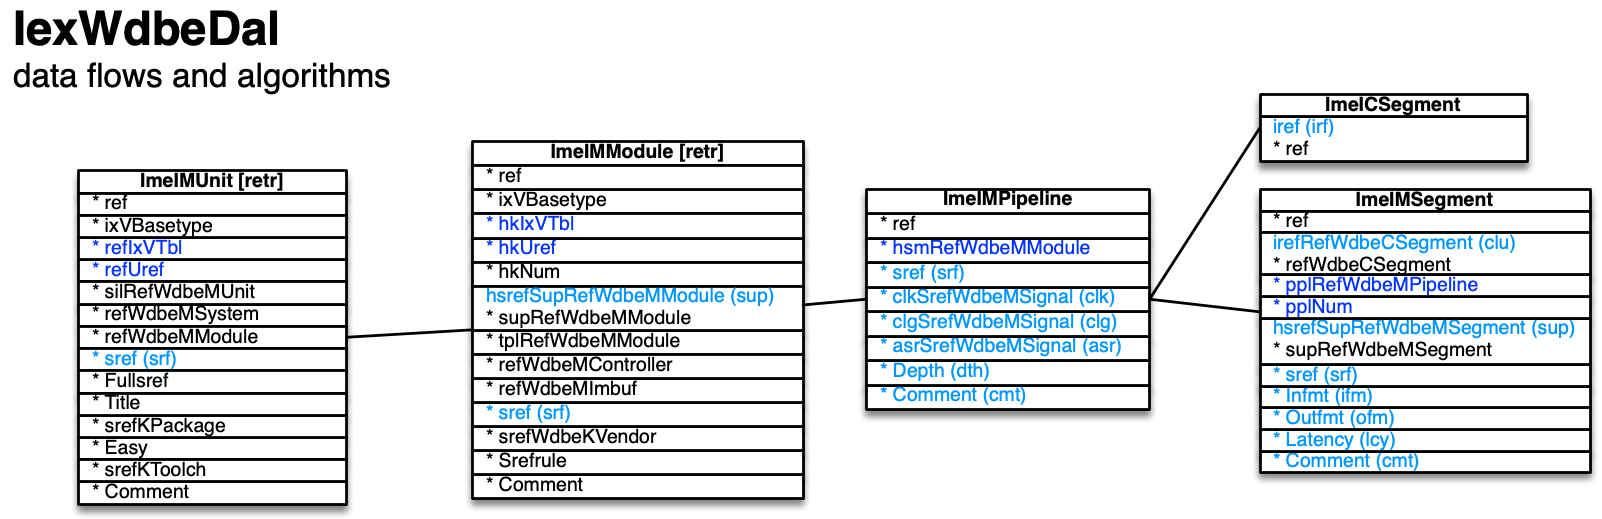 IexWdbeDal
data flows and algorithms
ImeIMUnit [retr]
* ref
* ixVBasetype
* refIxVTbl
* refUref
* silRefWdbeMUnit
* refWdbeMSystem
* refWdbeMModule
* sref (srf)
* Fullsref
* Title
* srefKPackage
* Easy
* srefKToolch
* Comment
ImeIMModule [retr]
* ref
* ixVBasetype
* hkIxVTbl
* hkUref
* hkNum
hsrefSupRefWdbeMModule (sup)
* supRefWdbeMModule
* tplRefWdbeMModule
* refWdbeMController
* refWdbeMImbuf
* sref (srf)
* srefWdbeKVendor
* Srefrule
* Comment
ImeIMPipeline
* ref
* hsmRefWdbeMModule
* sref (srf)
* clkSrefWdbeMSignal (clk)
* clgSrefWdbeMSignal (clg)
* asrSrefWdbeMSignal (asr)
* Depth (dth)
* Comment (cmt)
ImeICSegment
iref (irf)
* ref
ImeIMSegment
* ref
irefRefWdbeCSegment (clu)
* refWdbeCSegment
* pplRefWdbeMPipeline
* pplNum
hsrefSupRefWdbeMSegment (sup)
* supRefWdbeMSegment
* sref (srf)
* Infmt (ifm)
* Outfmt (ofm)
* Latency (lcy)
* Comment (cmt)